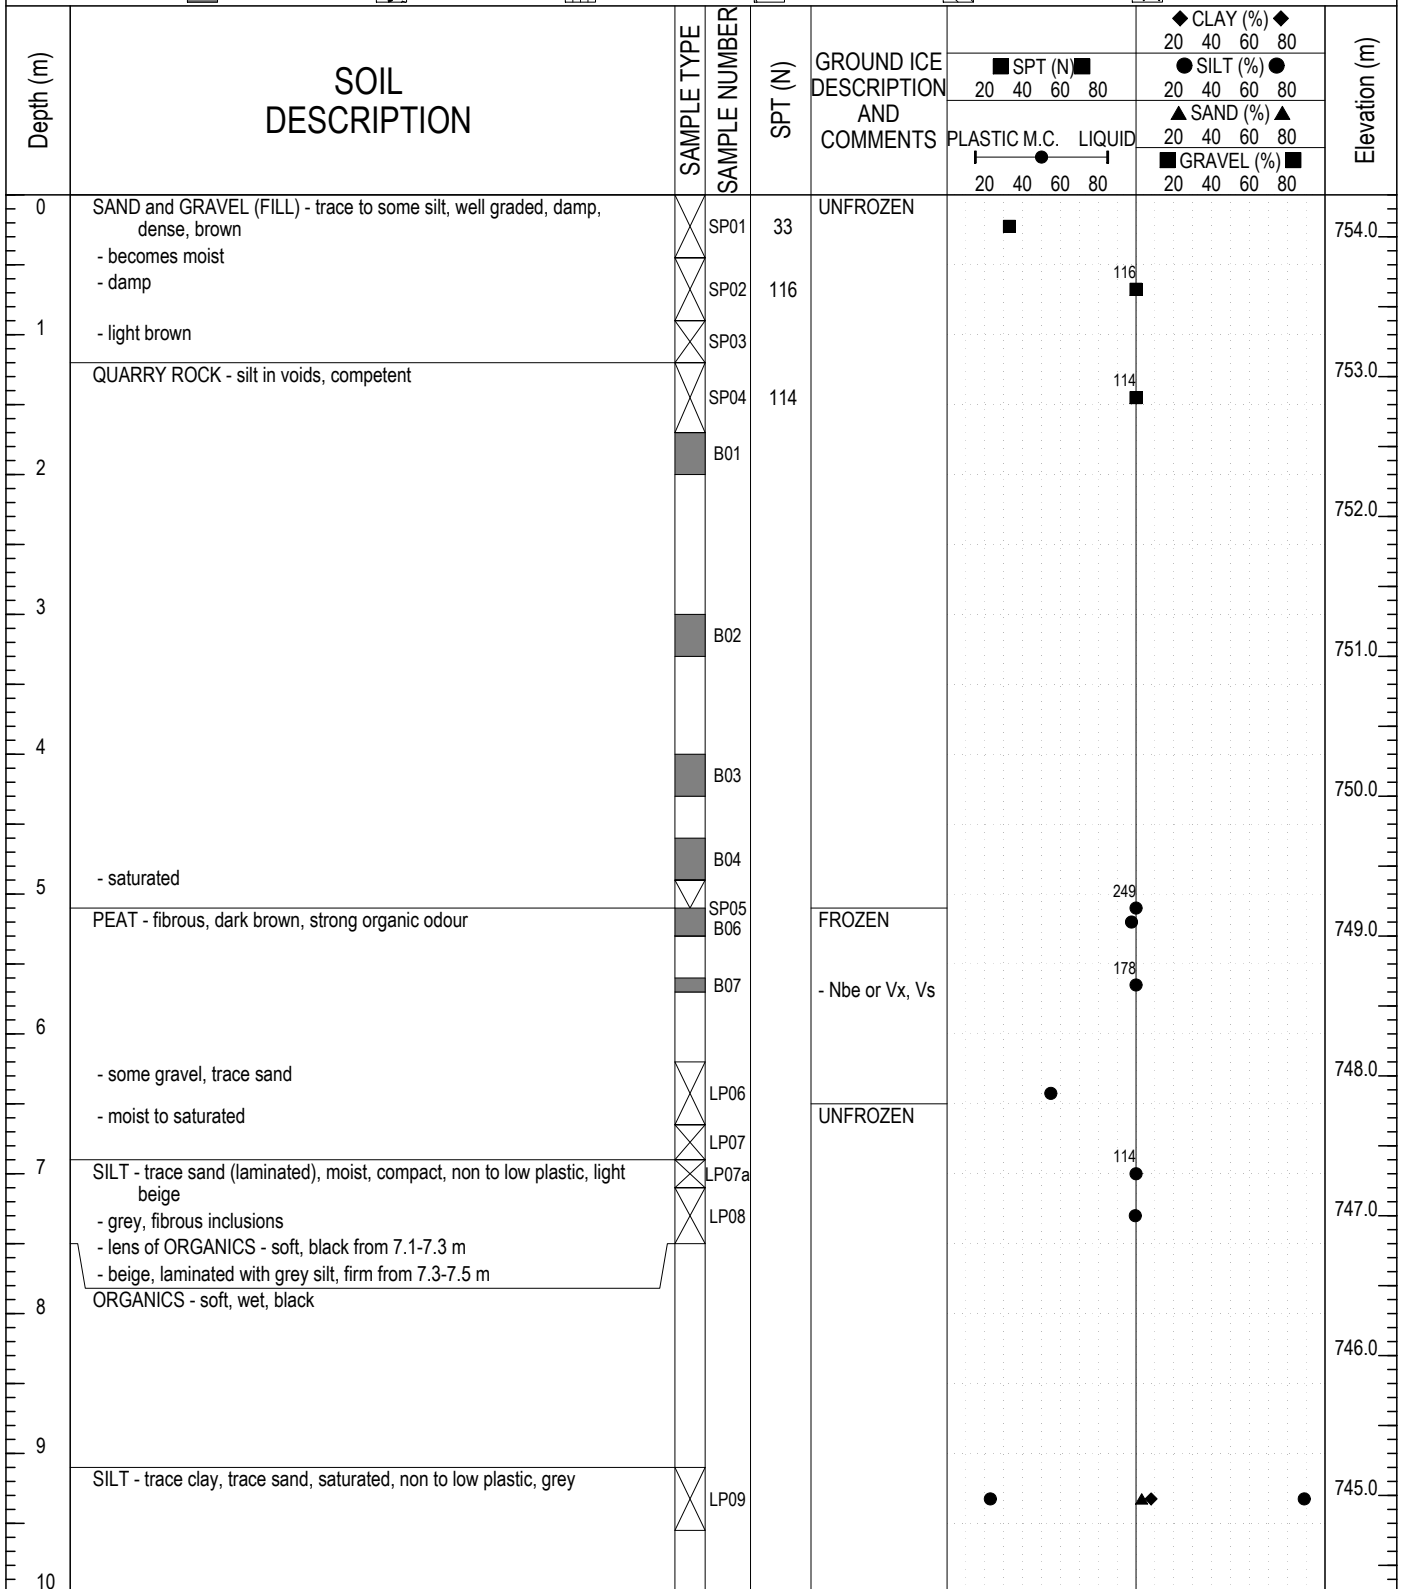 Depth (m)
SOIL
DESCRIPTION
SAMPLE TYPE
SAMPLE NUMBER
SPT (N)
GROUND ICE
DESCRIPTION
AND
COMMENTS
■ SPT (N) ■
20 40 60 80
PLASTIC M.C. LIQUID
20 40 60 80
◆ CLAY (%) ◆
20 40 60 80
● SILT (%) ●
20 40 60 80
▲ SAND (%) ▲
20 40 60 80
■ GRAVEL (%) ■
20 40 60 80
Elevation (m)
0 SAND and GRAVEL (FILL) - trace to some silt, well graded, damp, UNFROZEN
dense, brown SP01 33 754.0
- becomes moist
116
- damp SP02 116
1 - light brown SP03
QUARRY ROCK - silt in voids, competent 753.0
114
SP04 114
B01
2
752.0
3
B02 751.0
4
B03 750.0
B04
- saturated
5 249
SP05
PEAT - fibrous, dark brown, strong organic odour FROZEN
B06 749.0
178
B07 - Nbe or Vx, Vs
6
- some gravel, trace sand 748.0
LP06
- moist to saturated UNFROZEN
LP07
114
7 SILT - trace sand (laminated), moist, compact, non to low plastic, light LP07a
beige
- grey, fibrous inclusions LP08 747.0
- lens of ORGANICS - soft, black from 7.1-7.3 m
- beige, laminated with grey silt, firm from 7.3-7.5 m
8 ORGANICS - soft, wet, black
746.0
9
SILT - trace clay, trace sand, saturated, non to low plastic, grey
LP09 745.0
10